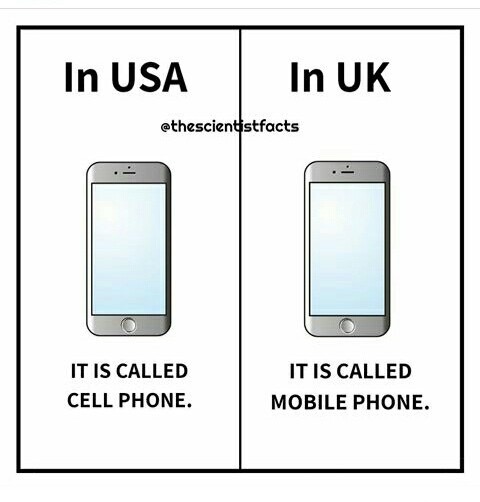 In USA
In UK
@thescientistfacts
IT IS CALLED
CELL PHONE.
IT IS CALLED
MOBILE PHONE.